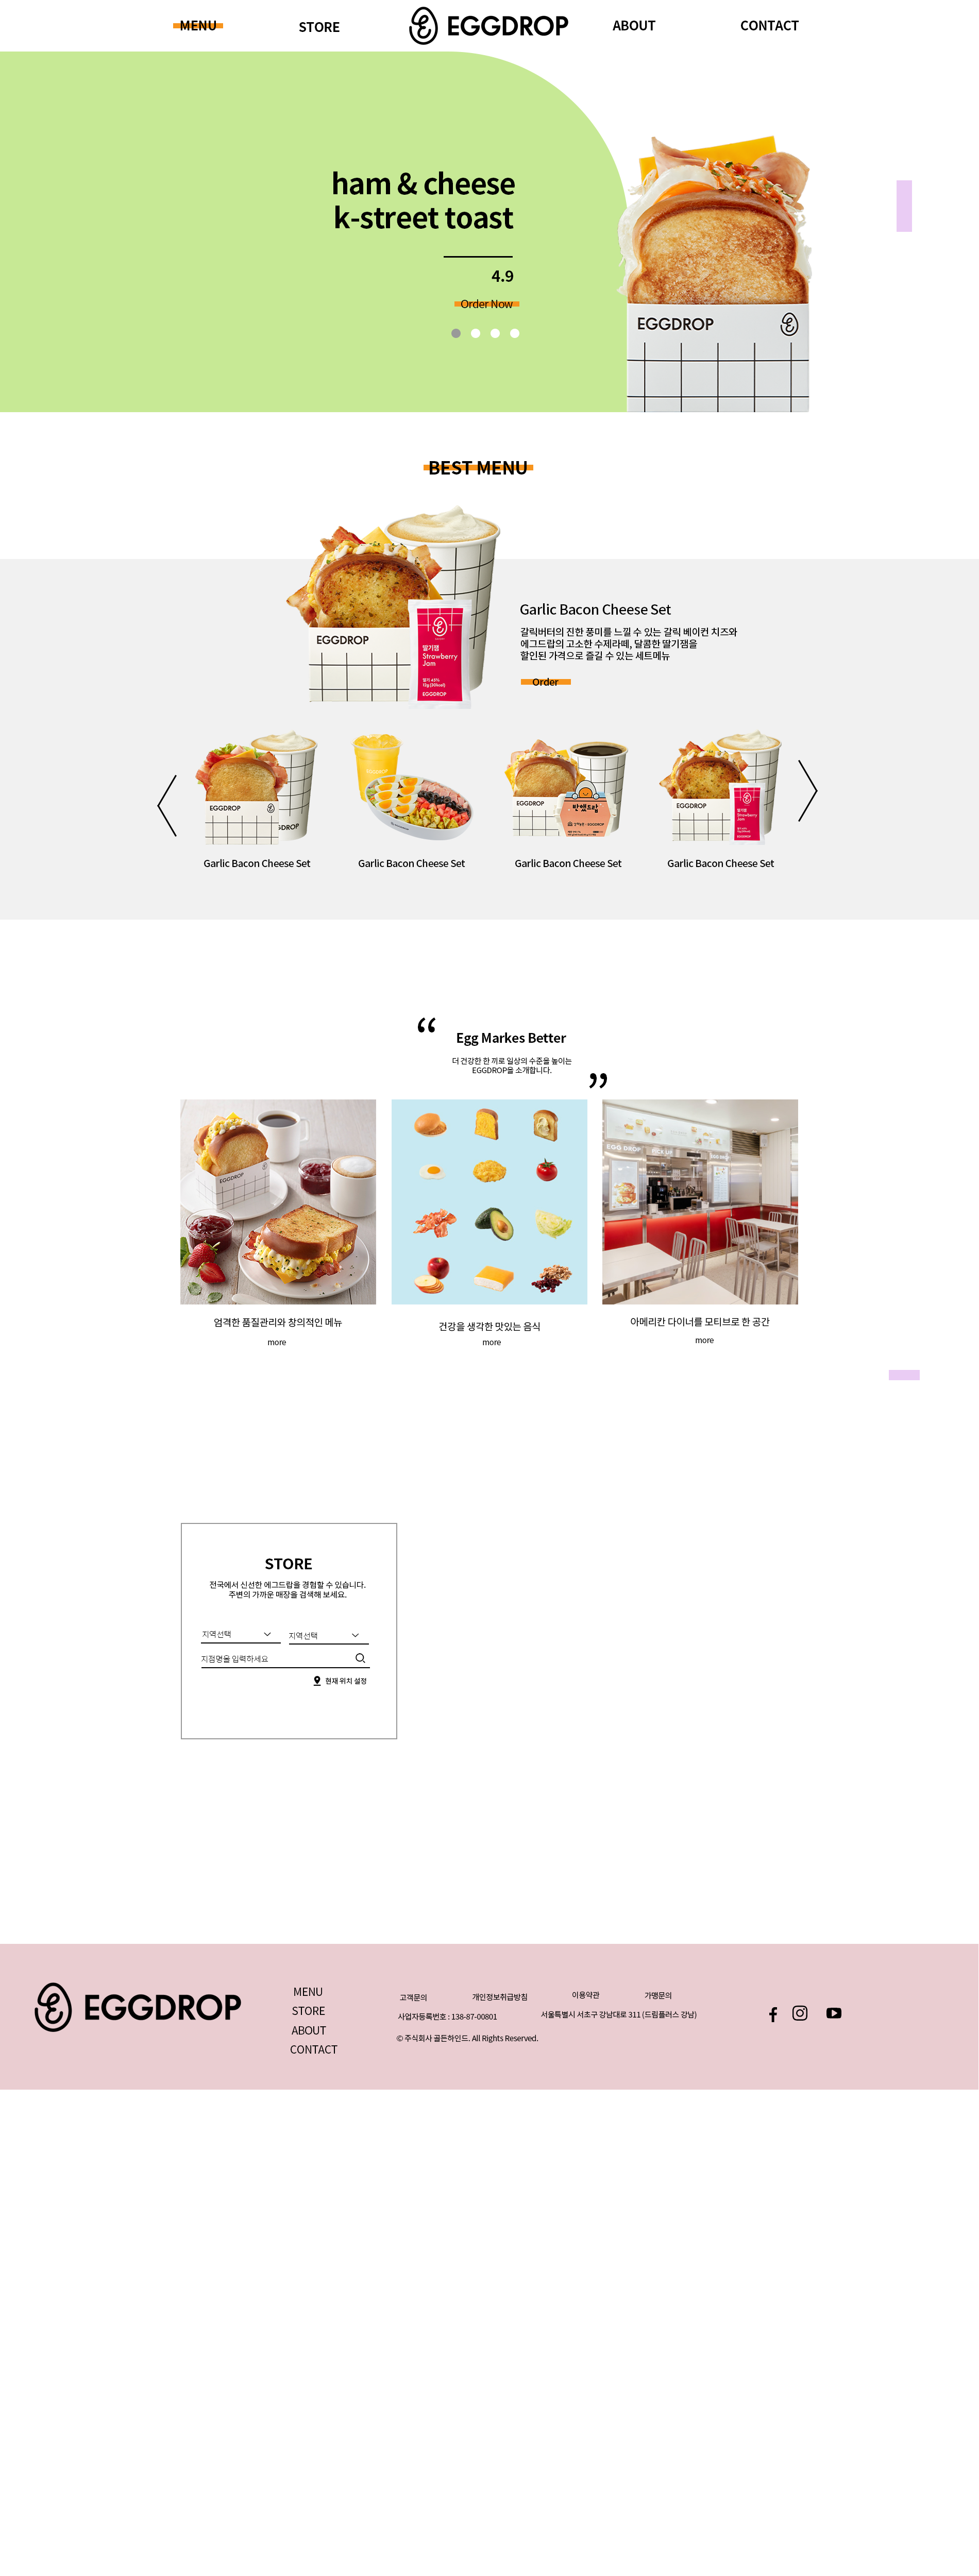 MENU
STORE
EGGDROP
ABOUT
CONTACT
ham & cheese
k-street toast
4.9
Order Now
EGGDROP
BEST MENU
EGGDROP
딸기잼
Strawberry
Jam
EGGDROP
Garlic Bacon Cheese Set
갈릭버터의 진한 풍미를 느낄 수 있는 갈릭 베이컨 치즈와
에그드랍의 고소한 수제라떼, 달콤한 딸기잼을
할인된 가격으로 즐길 수 있는 세트메뉴
Order
EGGDROP
EGGDROP
EGGDROP
Garlic Bacon Cheese Set
Garlic Bacon Cheese Set
Garlic Bacon Cheese Set
Garlic Bacon Cheese Set
“
Egg Markes Better
더 건강한 한 끼로 일상의 수준을 높이는
EGGDROP을 소개합니다.
”
EGGDROP
EGG DROP
PICK UP
엄격한 품질관리와 창의적인 메뉴
건강을 생각한 맛있는 음식
아메리칸 다이너를 모티브로 한 공간
more
more
more
STORE
전국에서 신선한 에그드랍을 경험할 수 있습니다.
주변의 가까운 매장을 검색해 보세요.
지역선택
지역선택
지점명을 입력하세요
현재 위치 설정
EGGDROP
MENU
STORE
ABOUT
CONTACT
고객문의
개인정보취급방침
이용약관
가맹문의
사업자등록번호 : 138-87-00801
서울특별시 서초구 강남대로 311 (드림플러스 강남)
© 주식회사 골든하인드. All Rights Reserved.